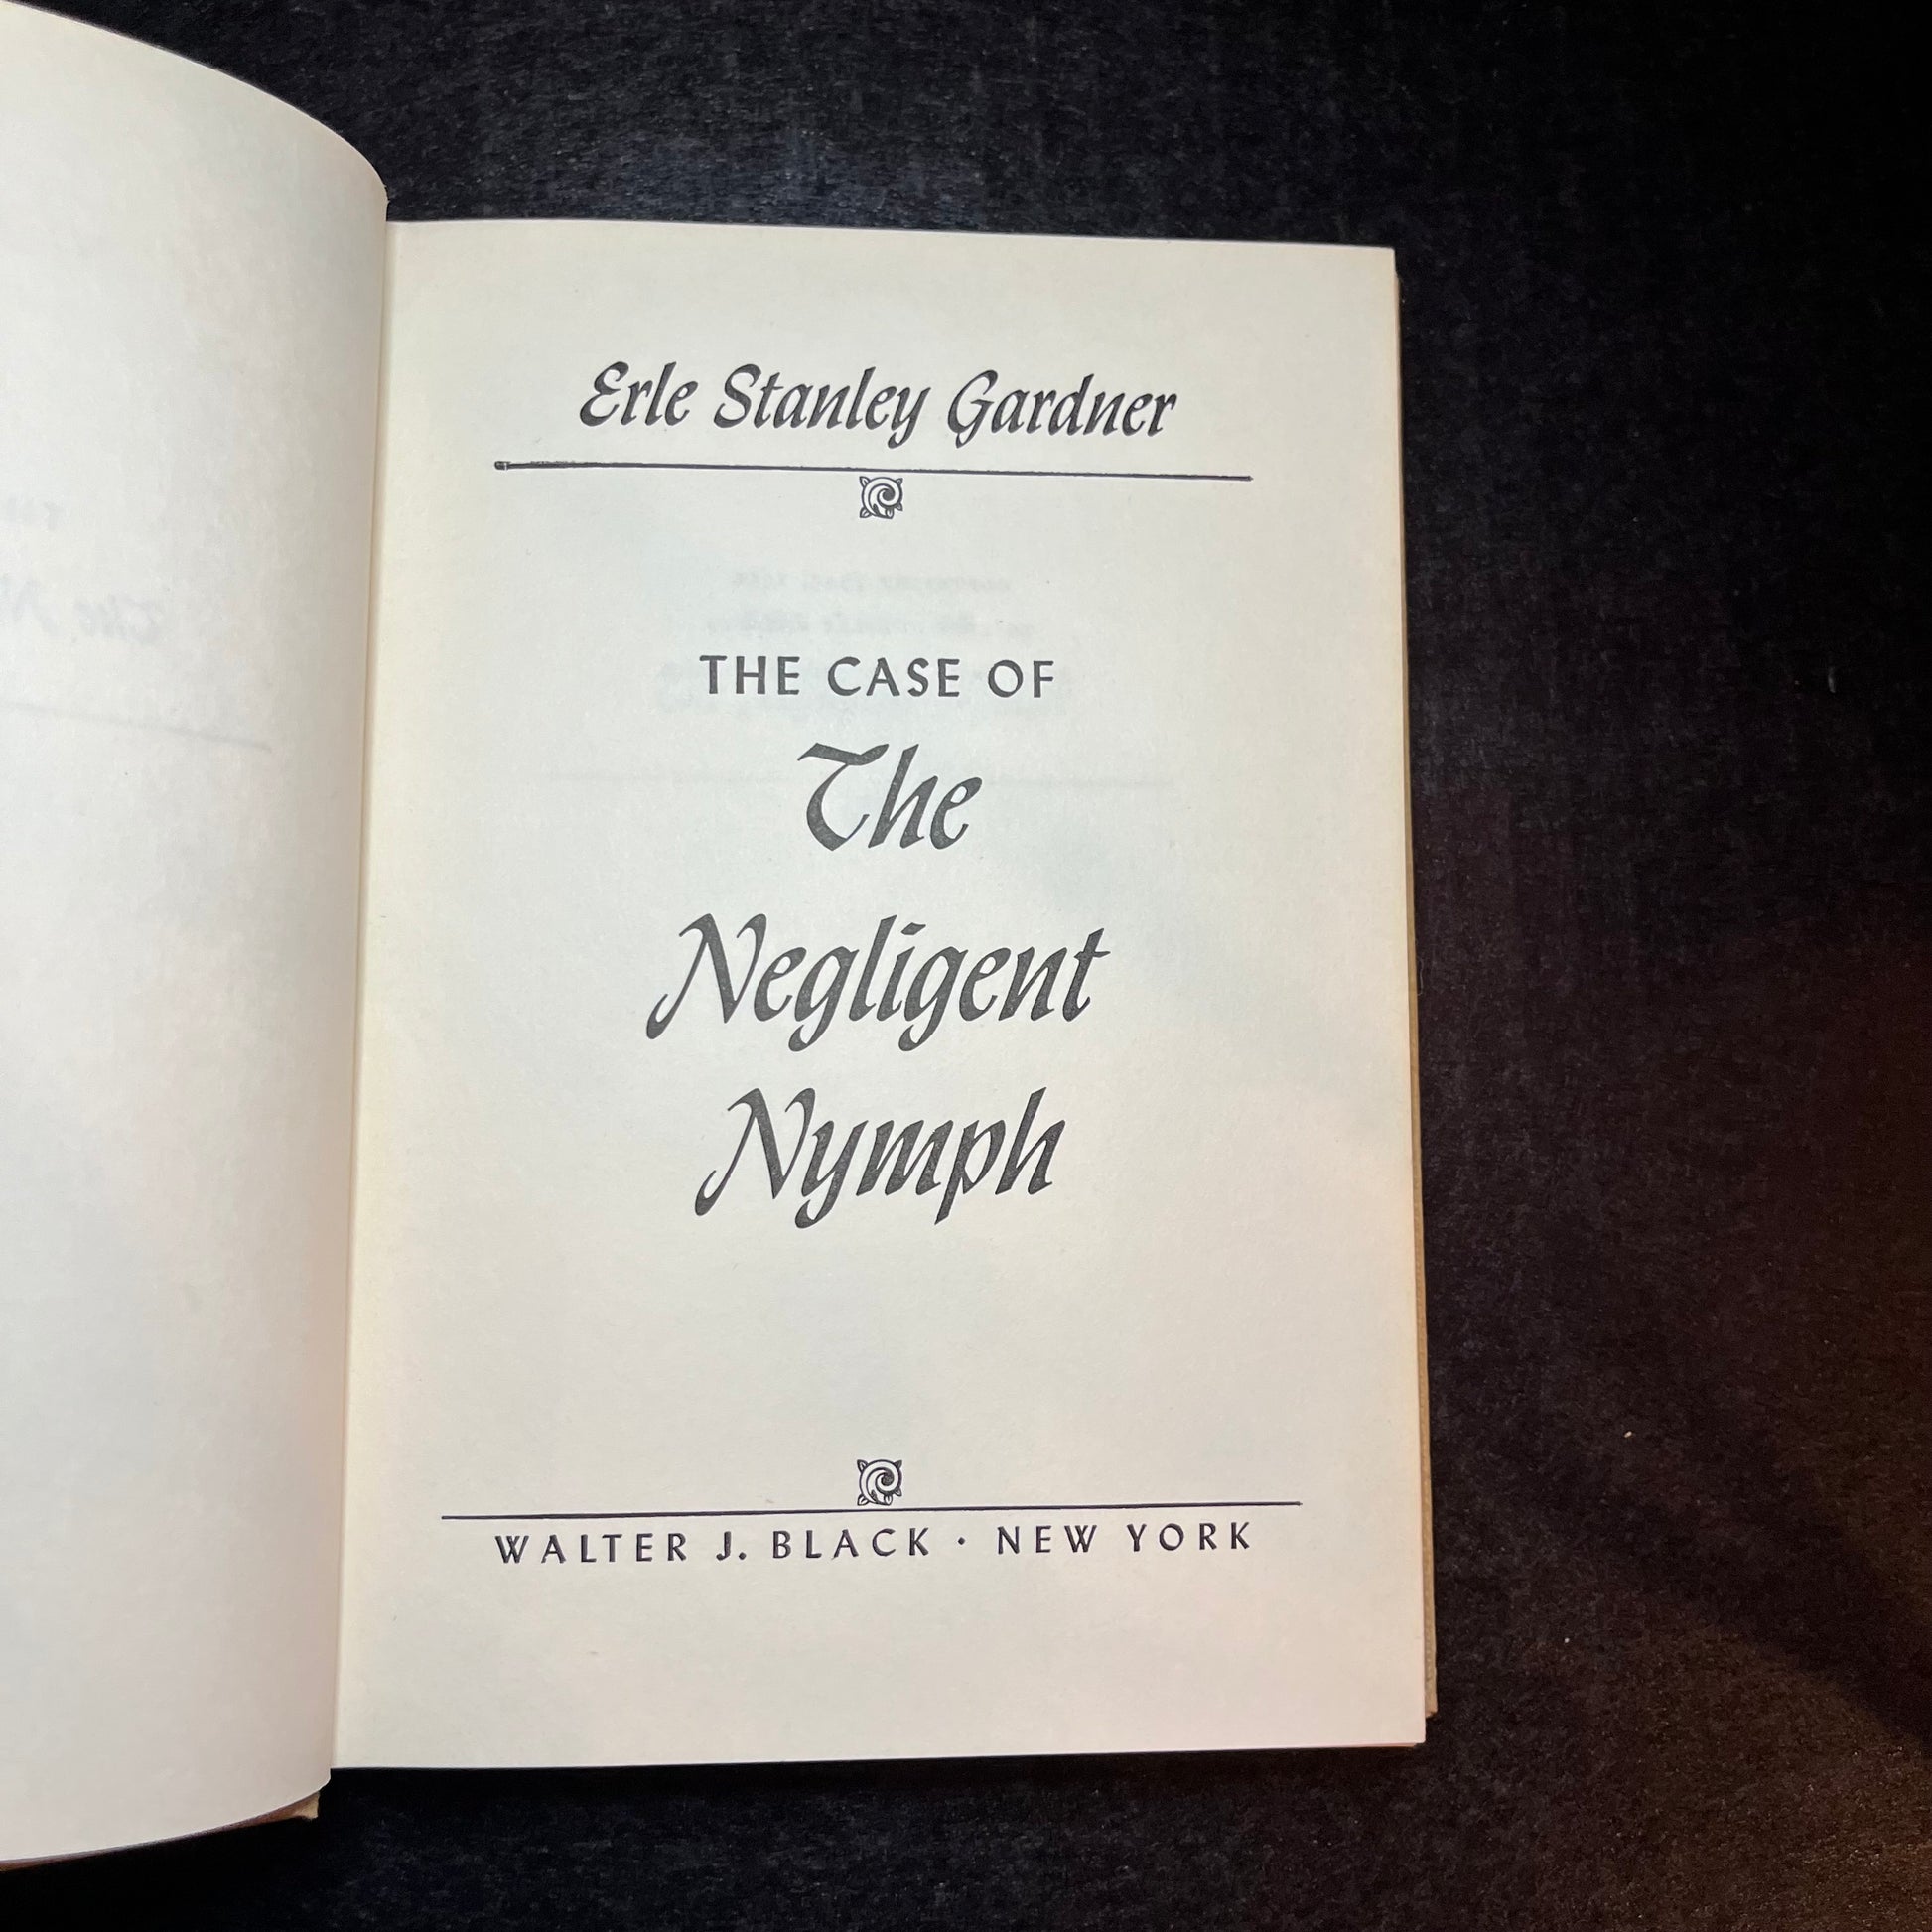 Erle Stanley Gardner
THE CASE OF
The
Negligent
Nymph
WALTER J. BLACK · NEW YORK